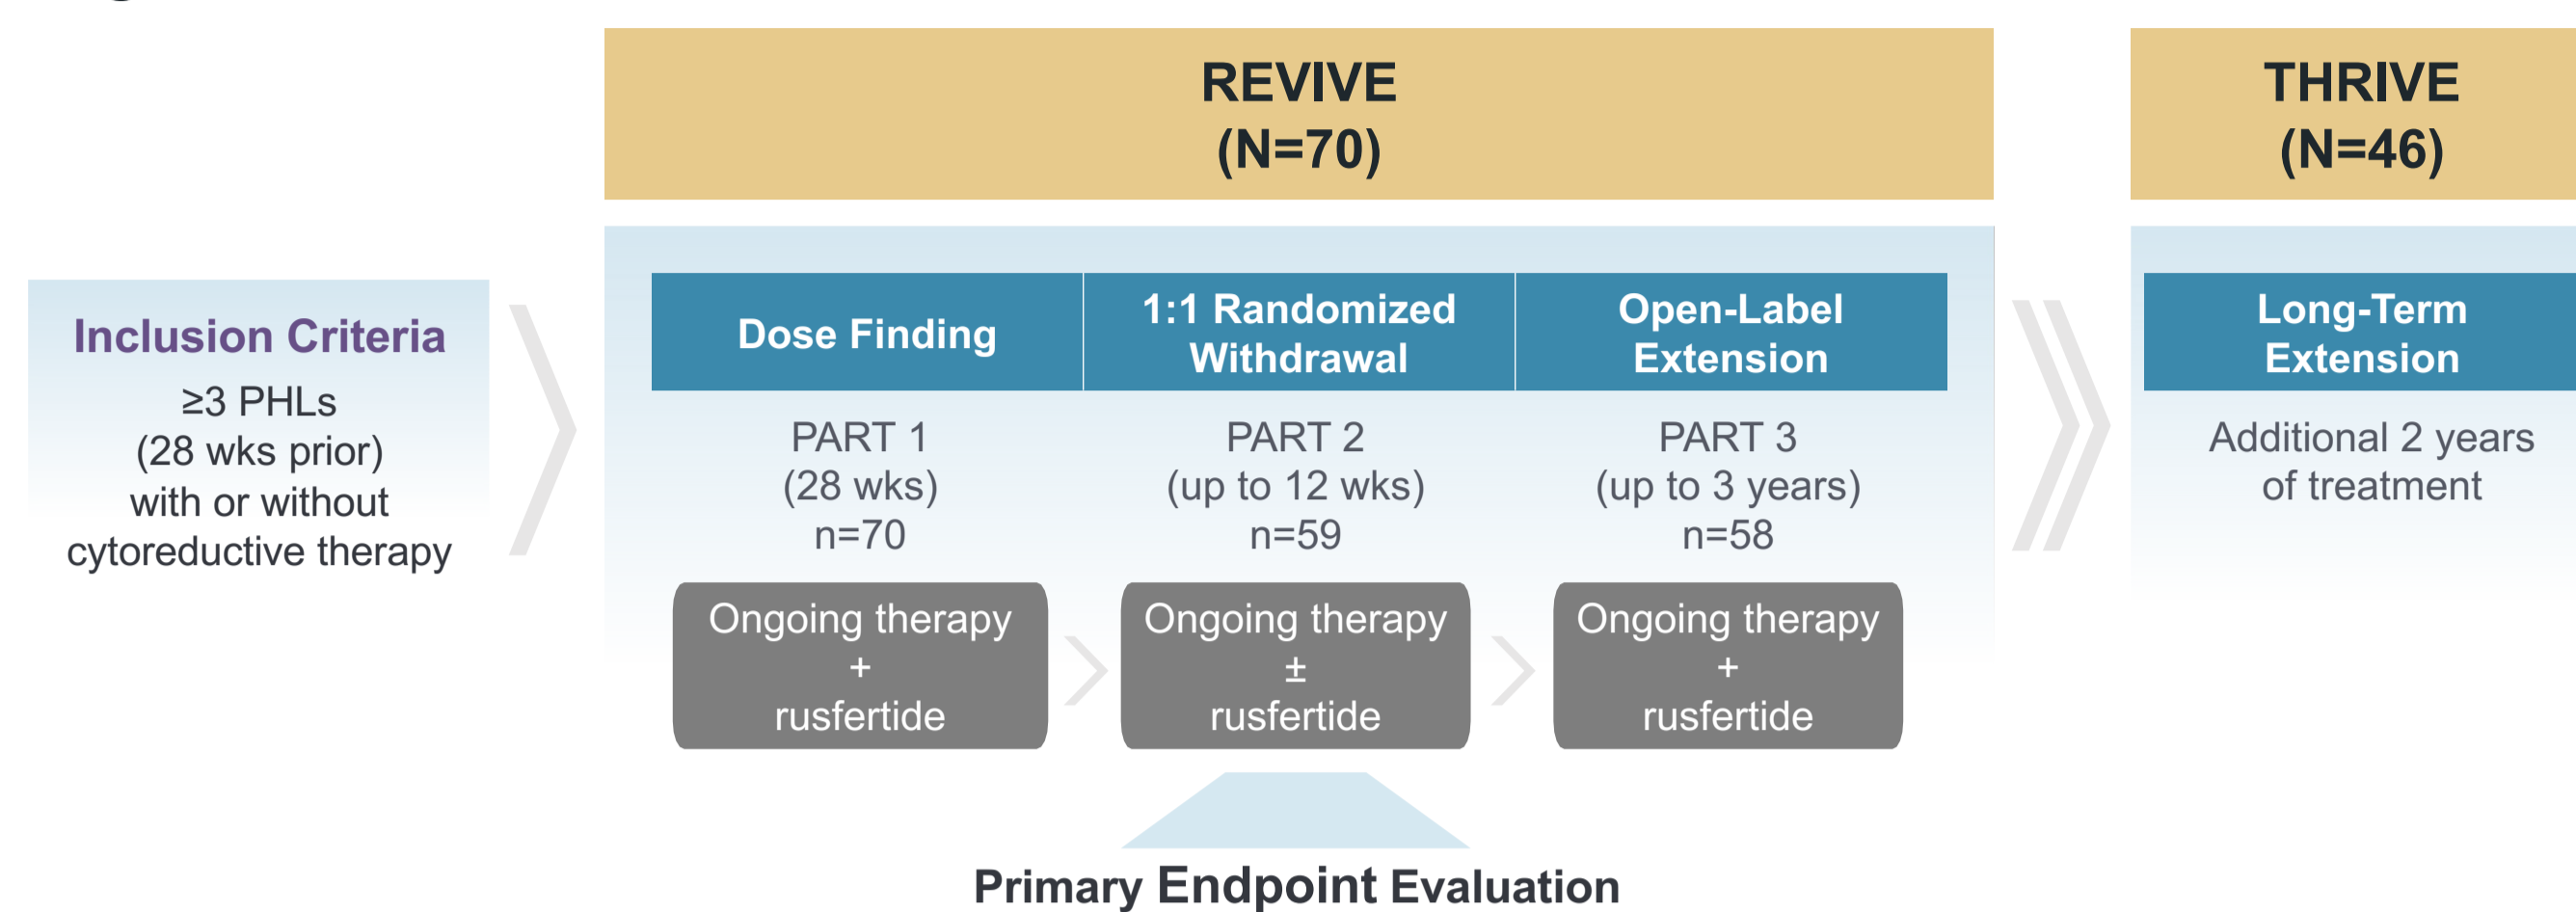 REVIVE
(N=70)
THRIVE
(N=46)
Inclusion Criteria
≥3 PHLs
(28 wks prior)
with or without
cytoreductive therapy
Dose Finding
PART 1
(28 wks)
n=70
Ongoing therapy
+
rusfertide
1:1 Randomized
Withdrawal
PART 2
(up to 12 wks)
n=59
Ongoing therapy
±
rusfertide
Open-Label
Extension
PART 3
(up to 3 years)
n=58
Ongoing therapy
+
rusfertide
Long-Term
Extension
Additional 2 years
of treatment
Primary Endpoint Evaluation